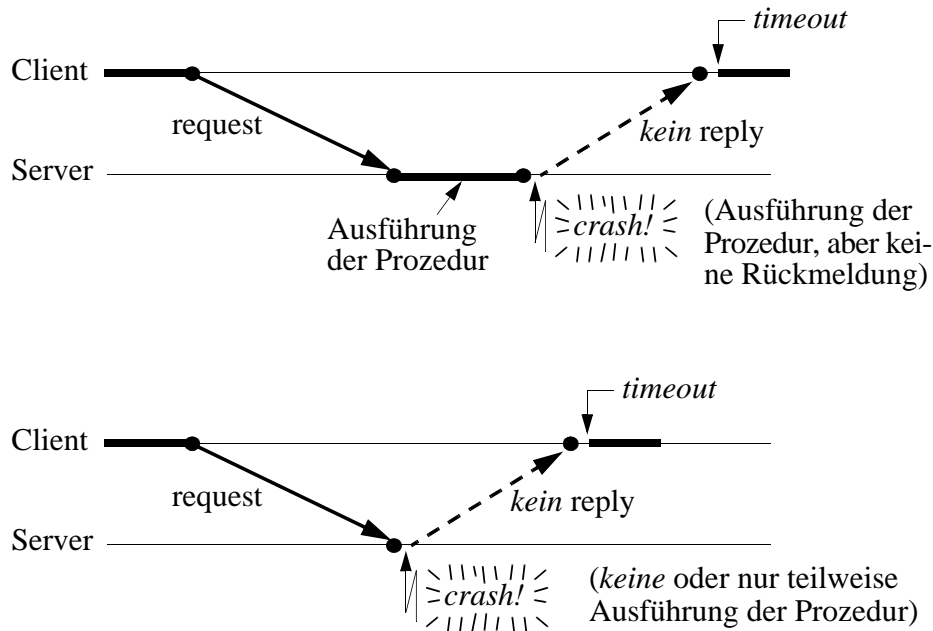 timeout
Client
request
kein reply
Server
Ausführung
der Prozedur
crash!
(Ausführung der
Prozedur, aber kei-
ne Rückmeldung)
timeout
Client
request
kein reply
Server
crash!
(keine oder nur teilweise
Ausführung der Prozedur)